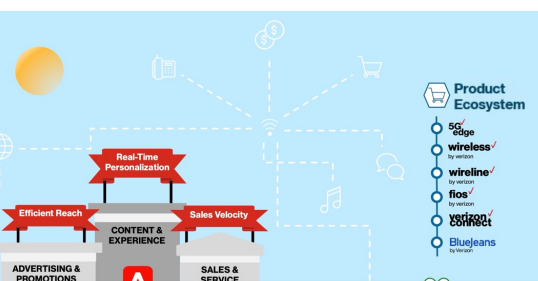 Product
Ecosystem
5G
edge
wireless
by verizon
wireline
by verizon
fios
by verizon
verizon
connect
BlueJeans
by Verizon
Real-Time
Personalization
Efficient Reach
Sales Velocity
CONTENT &
EXPERIENCE
ADVERTISING &
PROMOTIONS
SALES &
SERVICE
$
$